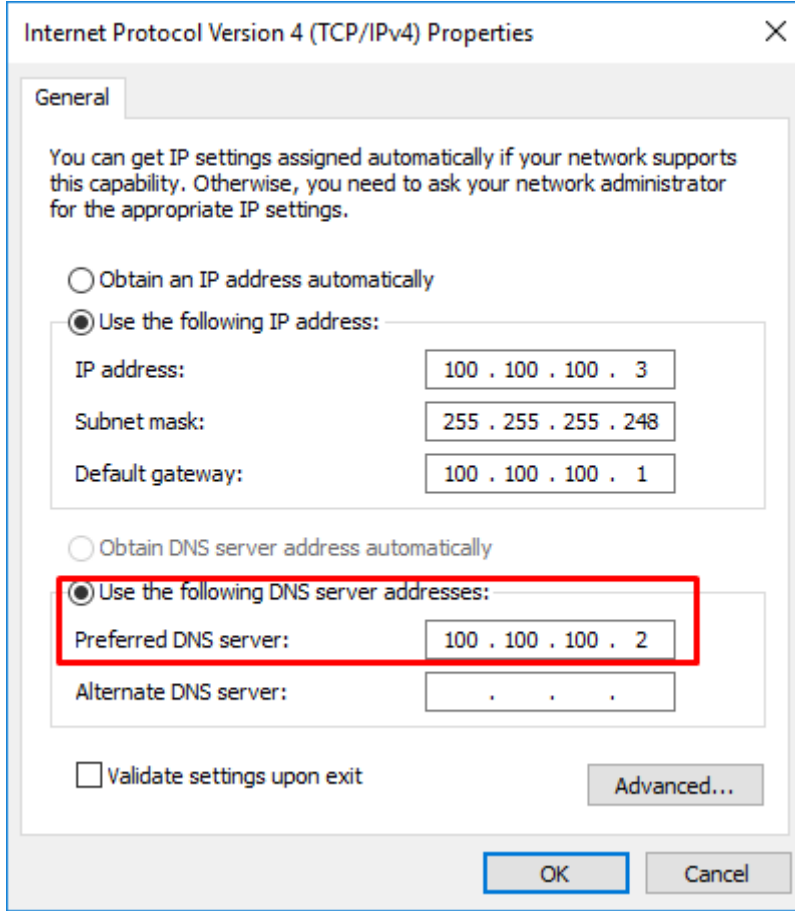 Internet Protocol Version 4 (TCP/IPv4) Properties
General
You can get IP settings assigned automatically if your network supports
this capability. Otherwise, you need to ask your network administrator
for the appropriate IP settings.
Obtain an IP address automatically
Use the following IP address:
IP address: 100 . 100 . 100 . 3
Subnet mask: 255 . 255 . 255 . 248
Default gateway: 100 . 100 . 100 . 1
Obtain DNS server address automatically
Use the following DNS server addresses:
Preferred DNS server: 100 . 100 . 100 . 2
Alternate DNS server: . . .
Validate settings upon exit
Advanced...
OK Cancel